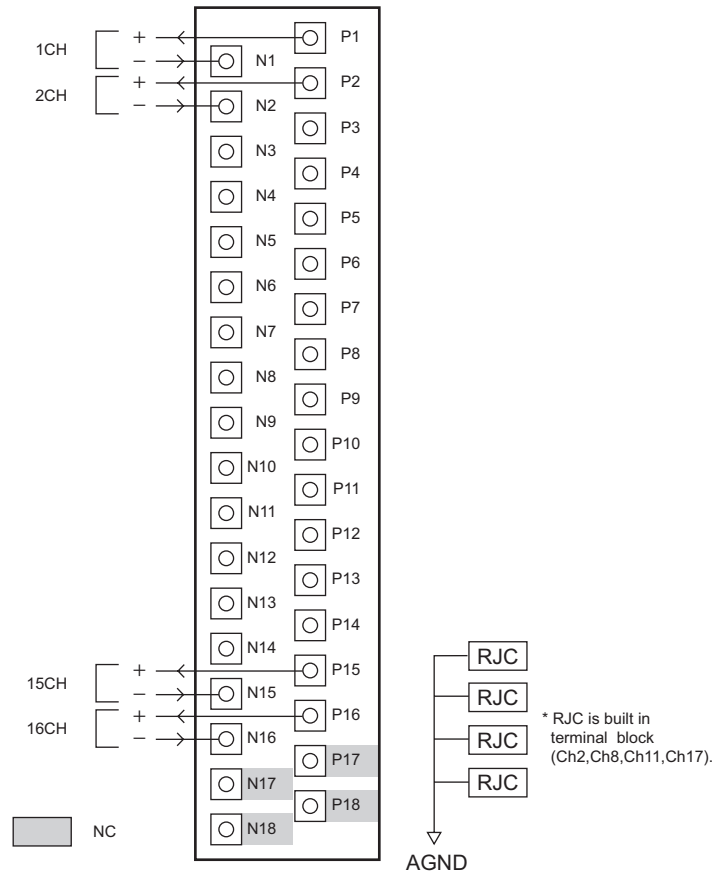 1CH
+
−
2CH
+
−
P1
N1
P2
N2
P3
N3
P4
N4
P5
N5
P6
N6
P7
N7
P8
N8
P9
N9
P10
N10
P11
N11
P12
N12
P13
N13
P14
N14
15CH
+
−
P15
N15
16CH
+
−
P16
N16
P17
N17
P18
N18
NC
RJC
RJC
RJC
RJC
* RJC is built in
terminal block
(Ch2,Ch8,Ch11,Ch17).
AGND